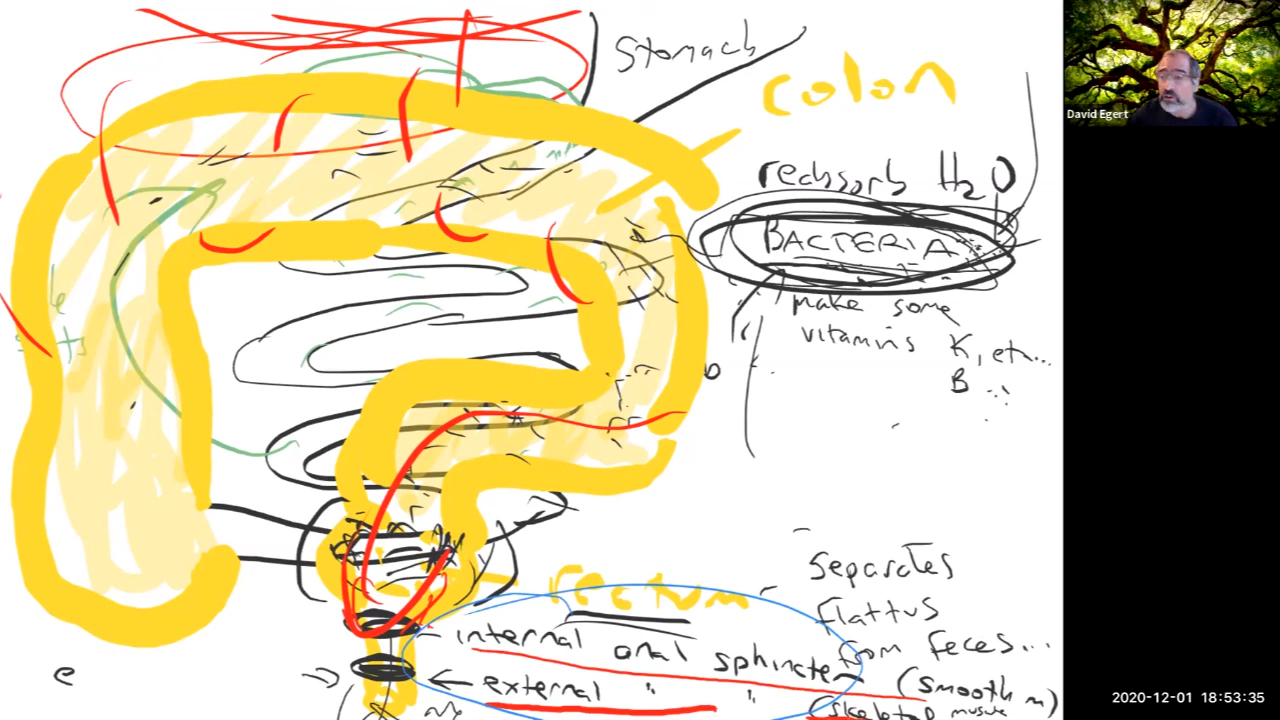 stomach
colon
David Egert
reabsorb H2O
BACTERIA
make some
vitamins K, etc...
B
rectum
separates
flattus
from feces...
internal anal sphincter
(smooth m)
external " "
(skeletal muscle
e
2020-12-01 18:53:35